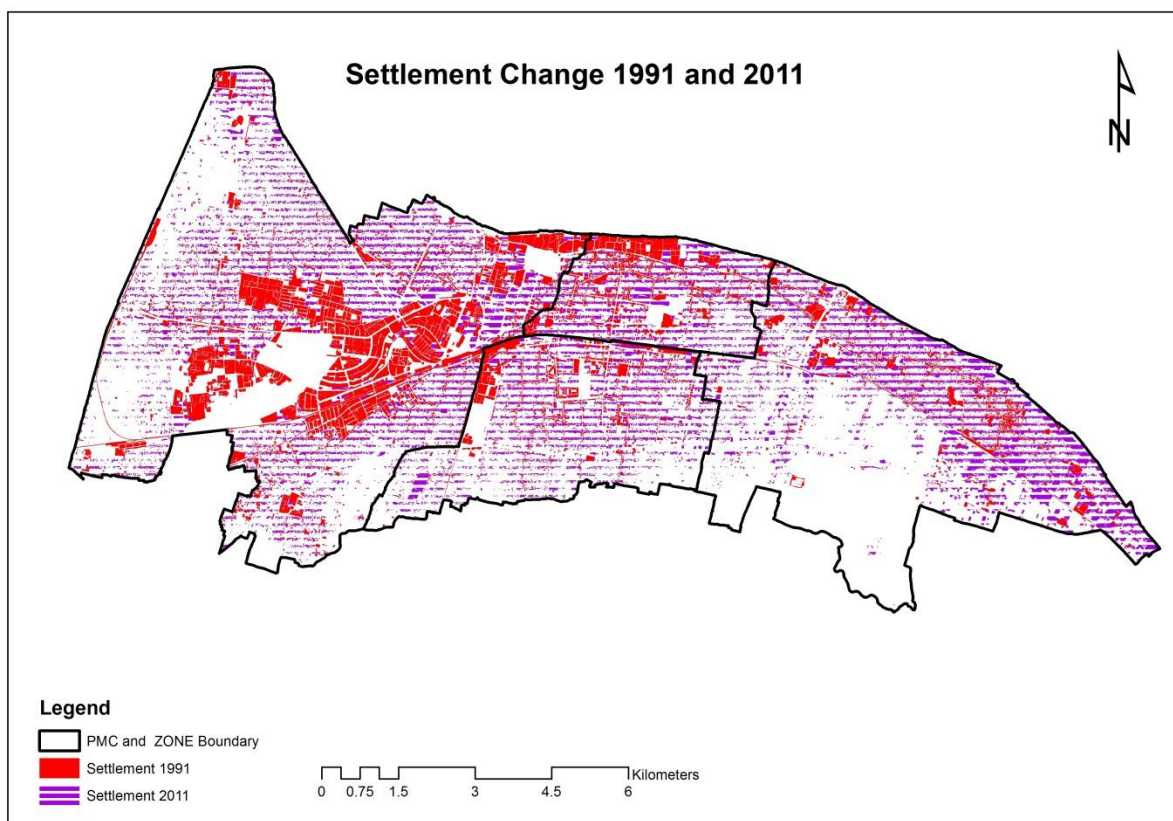 Settlement Change 1991 and 2011
N
Legend
PMC and ZONE Boundary
Settlement 1991
Settlement 2011
Kilometers
0 0.75 1.5 3 4.5 6